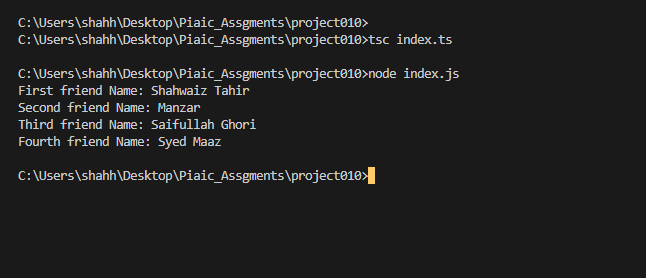 C:\Users\shahh\Desktop\Piaic_Assgments\project010>
C:\Users\shahh\Desktop\Piaic_Assgments\project010>tsc index.ts
C:\Users\shahh\Desktop\Piaic_Assgments\project010>node index.js
First friend Name: Shahwaiz Tahir
Second friend Name: Manzar
Third friend Name: Saifullah Ghori
Fourth friend Name: Syed Maaz
C:\Users\shahh\Desktop\Piaic_Assgments\project010>